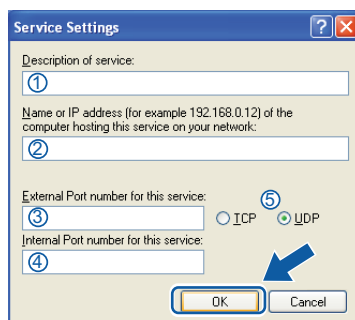 Service Settings
Description of service:
①
Name or IP address (for example 192.168.0.12) of the
computer hosting this service on your network:
②
External Port number for this service: ⑤
③ TCP UDP
Internal Port number for this service:
④
OK Cancel